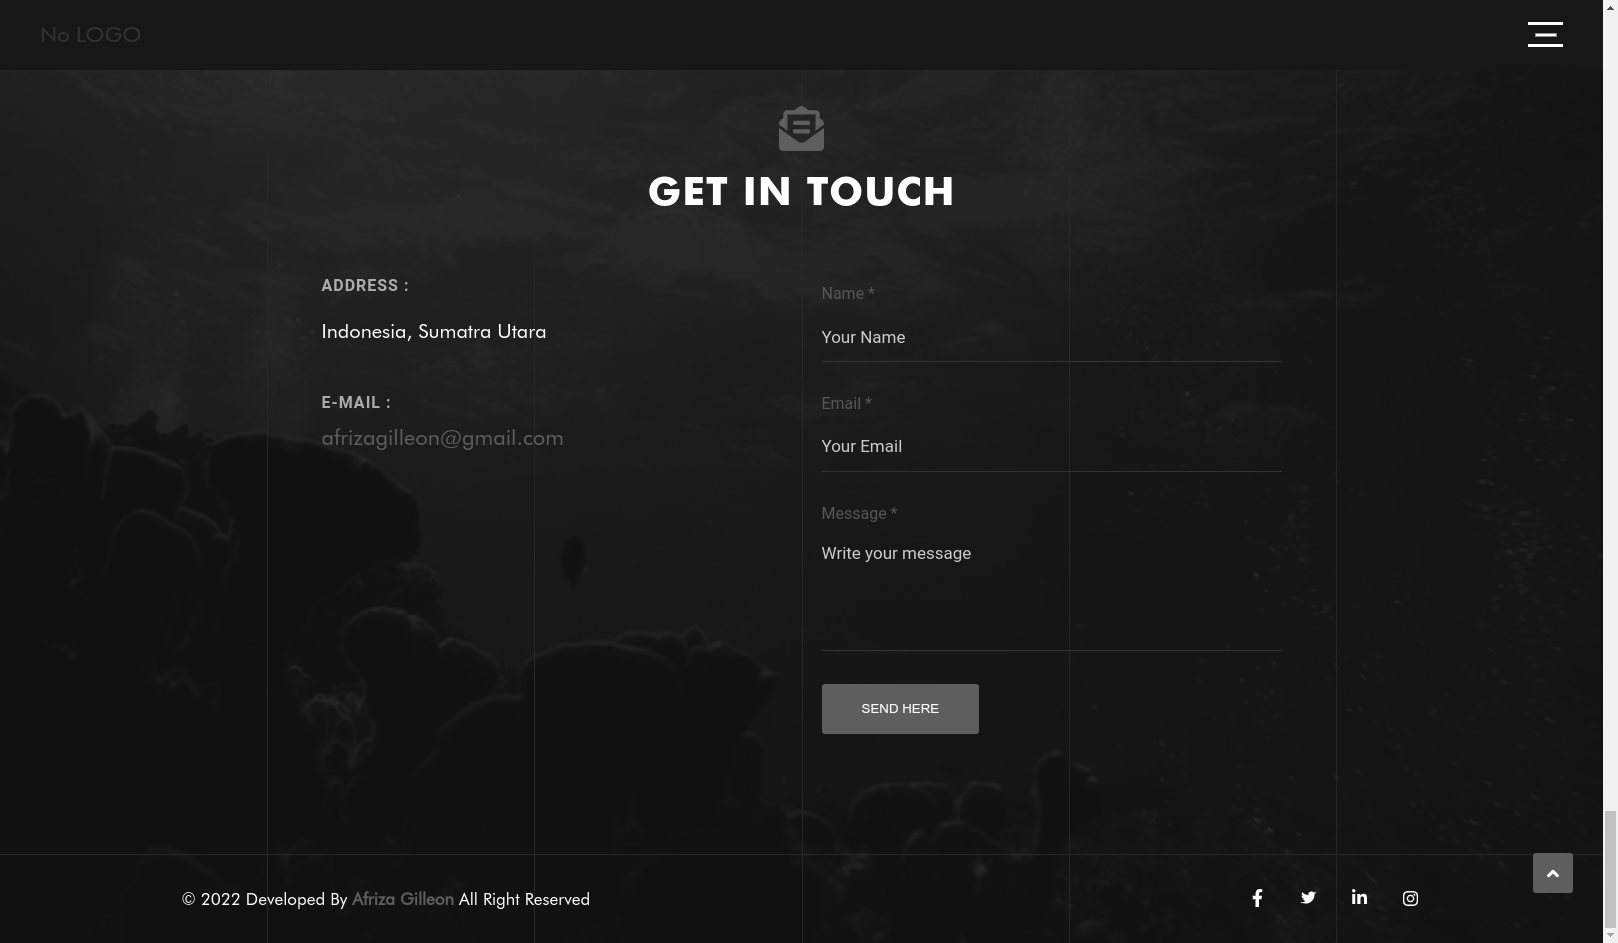 No LOGO
GET IN TOUCH
ADDRESS :
Indonesia, Sumatra Utara
E-MAIL :
afrizagilleon@gmail.com
Name *
Your Name
Email *
Your Email
Message *
Write your message
SEND HERE
© 2022 Developed By Afriza Gilleon All Right Reserved